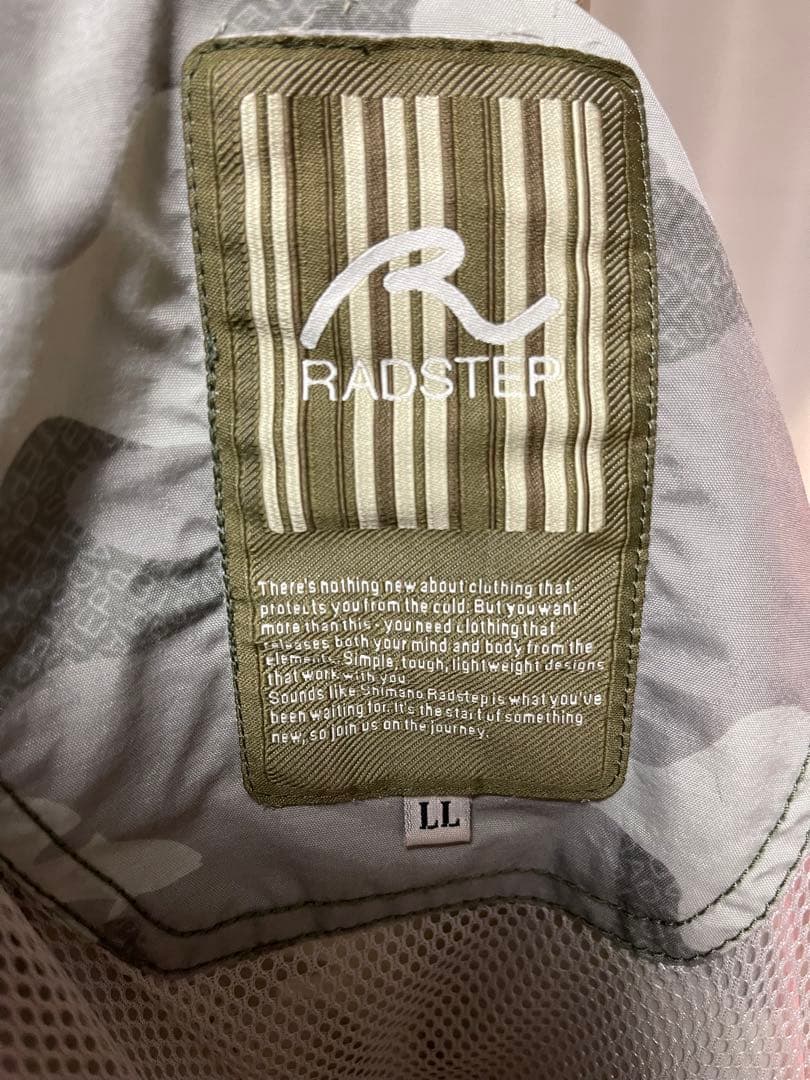 R
RADSTEP
There's nothing new about clothing that
protects you from the cold. But you want
more than this - you need clothing that
releases both your mind and body from the
elements. Simple, tough, lightweight designs
that work with you.
Sounds like Shimano Radstep is what you've
been waiting for. It's the start of something
new, so join us on the journey.
LL